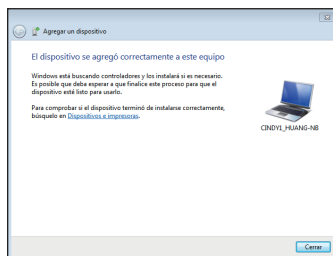 Agregar un dispositivo
El dispositivo se agregó correctamente a este equipo
Windows está buscando controladores y los instalará si es necesario.
Es posible que deba esperar a que finalice este proceso para que el
dispositivo esté listo para usarlo.
Para comprobar si el dispositivo terminó de instalarse correctamente,
búsquelo en Dispositivos e impresoras.
CINDY1_HUANG-NB
Cerrar